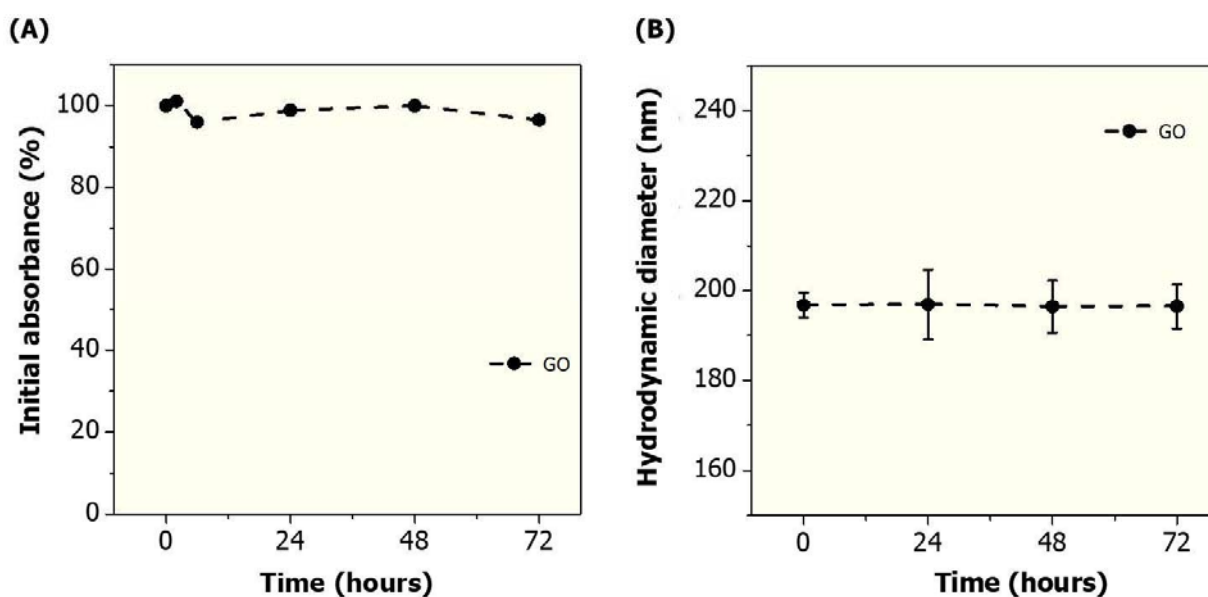 (A)
Initial absorbance (%)
100
80
60
40
20
0
GO
0 24 48 72
Time (hours)
(B)
Hydrodynamic diameter (nm)
240
220
200
180
160
GO
0 24 48 72
Time (hours)